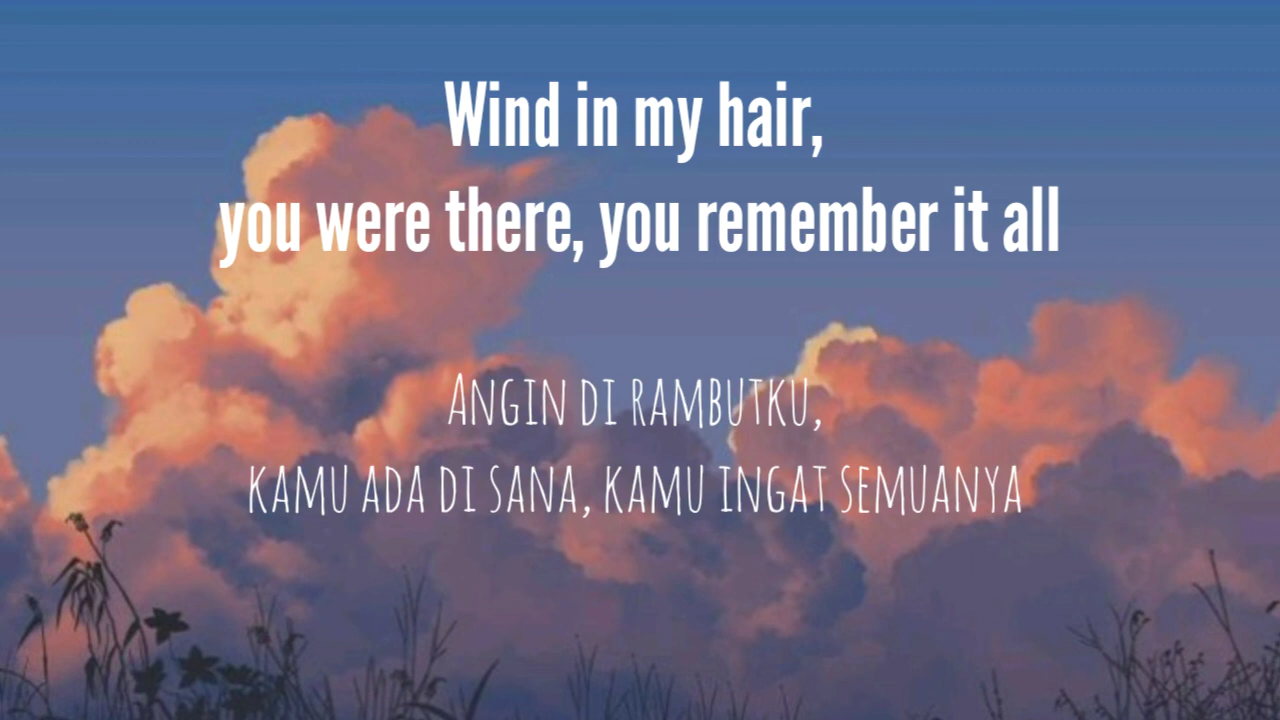 Wind in my hair,
you were there, you remember it all
Angin di rambutku,
kamu ada di sana, kamu ingat semuanya